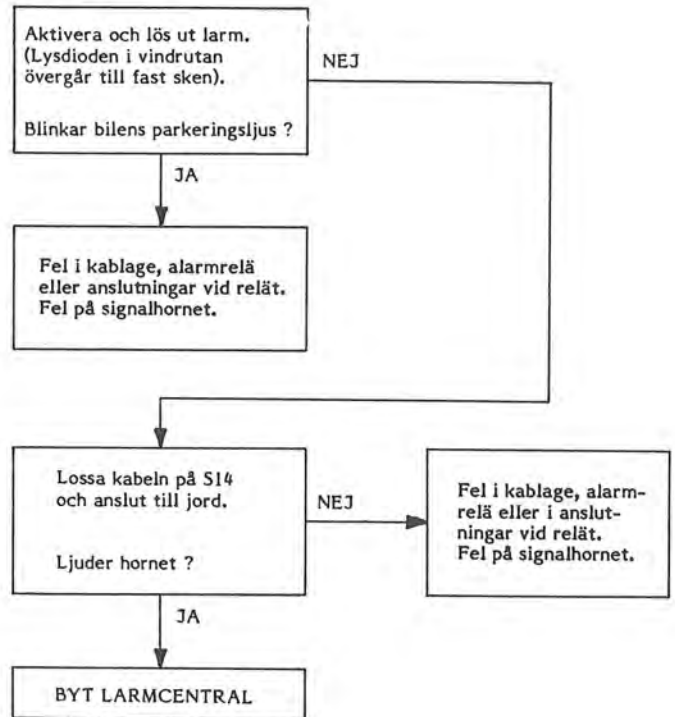 Aktivera och lös ut larm.
(Lysdioden i vindrutan
övergår till fast sken).
Blinkar bilens parkeringsljus ?
NEJ
JA
Fel i kablage, alarmrelä
eller anslutningar vid relät.
Fel på signalhornet.
Lossa kabeln på S14
och anslut till jord.
Ljuder hornet ?
NEJ
Fel i kablage, alarm-
relä eller i anslut-
ningar vid relät.
Fel på signalhornet.
JA
BYT LARMCENTRAL